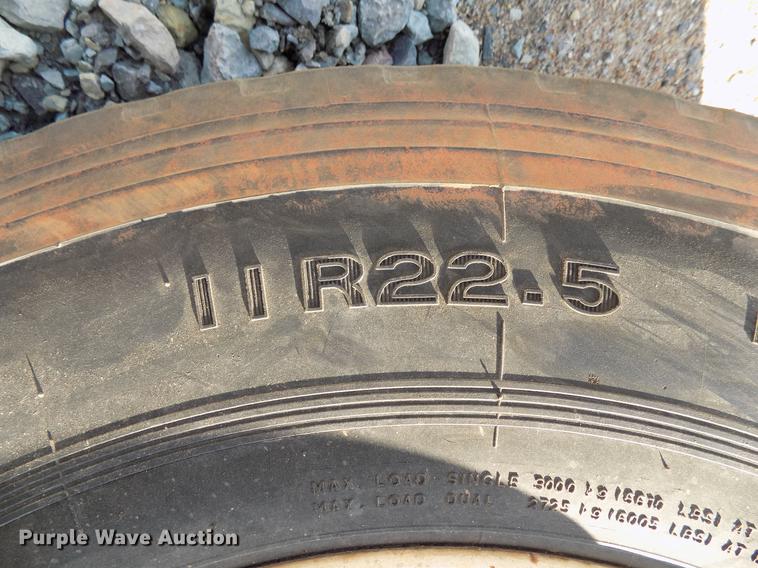 11R22.5
MAX. LOAD SINGLE 3000 KG (6610 LBS) AT
MAX. LOAD DUAL 2725 KG (6005 LBS) AT
Purple Wave Auction